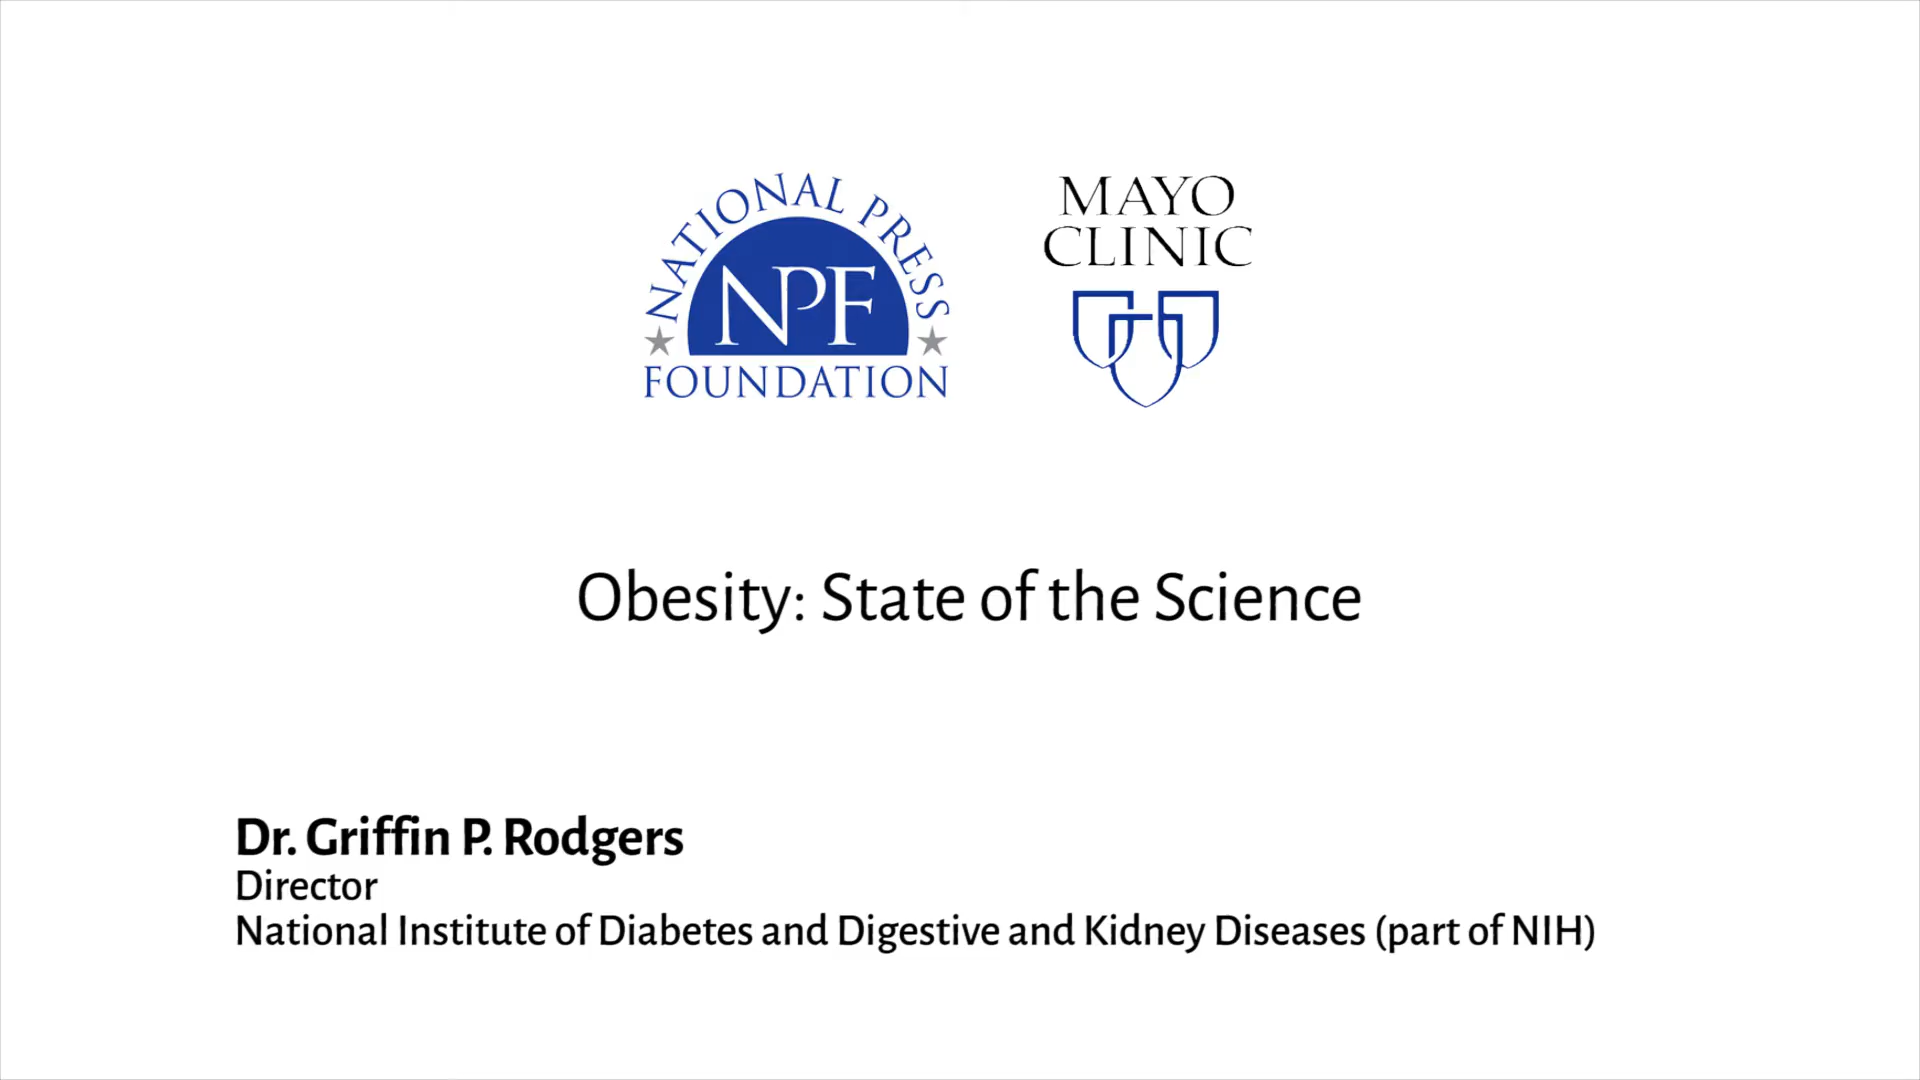 NATIONAL PRESS
NPF
FOUNDATION
MAYO
CLINIC
Obesity: State of the Science
Dr. Griffin P. Rodgers
Director
National Institute of Diabetes and Digestive and Kidney Diseases (part of NIH)